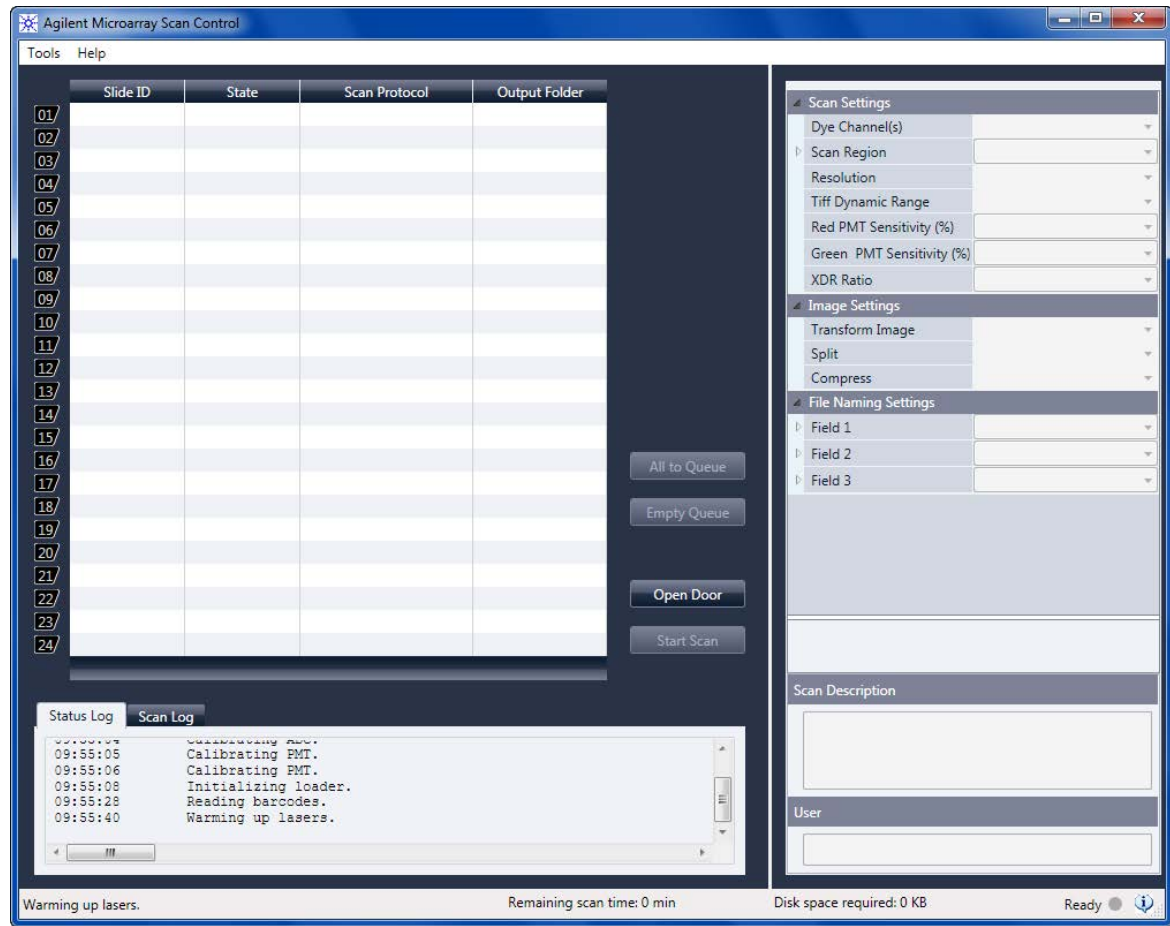 Agilent Microarray Scan Control
Tools Help
Slide ID State Scan Protocol Output Folder
01
02
03
04
05
06
07
08
09
10
11
12
13
14
15
16
17
18
19
20
21
22
23
24
All to Queue
Empty Queue
Open Door
Start Scan
Scan Settings
Dye Channel(s)
Scan Region
Resolution
Tiff Dynamic Range
Red PMT Sensitivity (%)
Green PMT Sensitivity (%)
XDR Ratio
Image Settings
Transform Image
Split
Compress
File Naming Settings
Field 1
Field 2
Field 3
Scan Description
User
Status Log Scan Log
09:55:05 Calibrating PMT.
09:55:06 Calibrating PMT.
09:55:08 Initializing loader.
09:55:28 Reading barcodes.
09:55:40 Warming up lasers.
Warming up lasers. Remaining scan time: 0 min Disk space required: 0 KB Ready